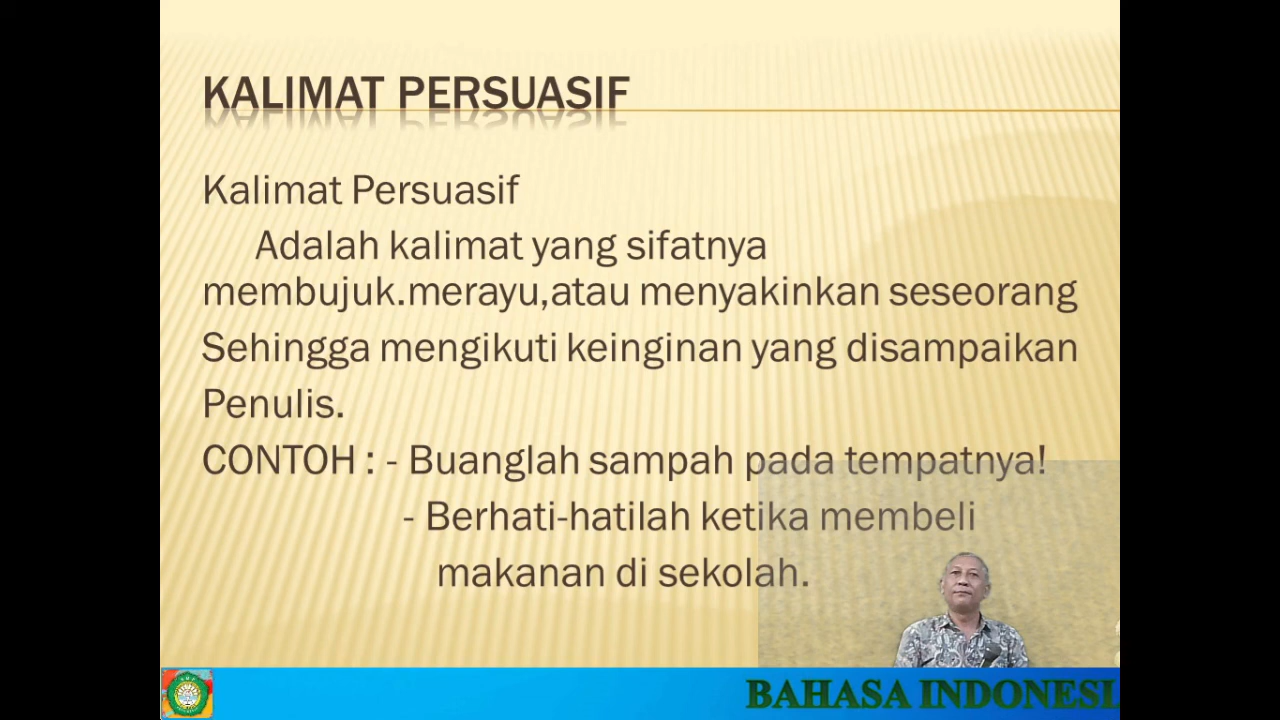 KALIMAT PERSUASIF
Kalimat Persuasif
Adalah kalimat yang sifatnya
membujuk.merayu,atau menyakinkan seseorang
Sehingga mengikuti keinginan yang disampaikan
Penulis.
CONTOH : - Buanglah sampah pada tempatnya!
- Berhati-hatilah ketika membeli
makanan di sekolah.
BAHASA INDONESI